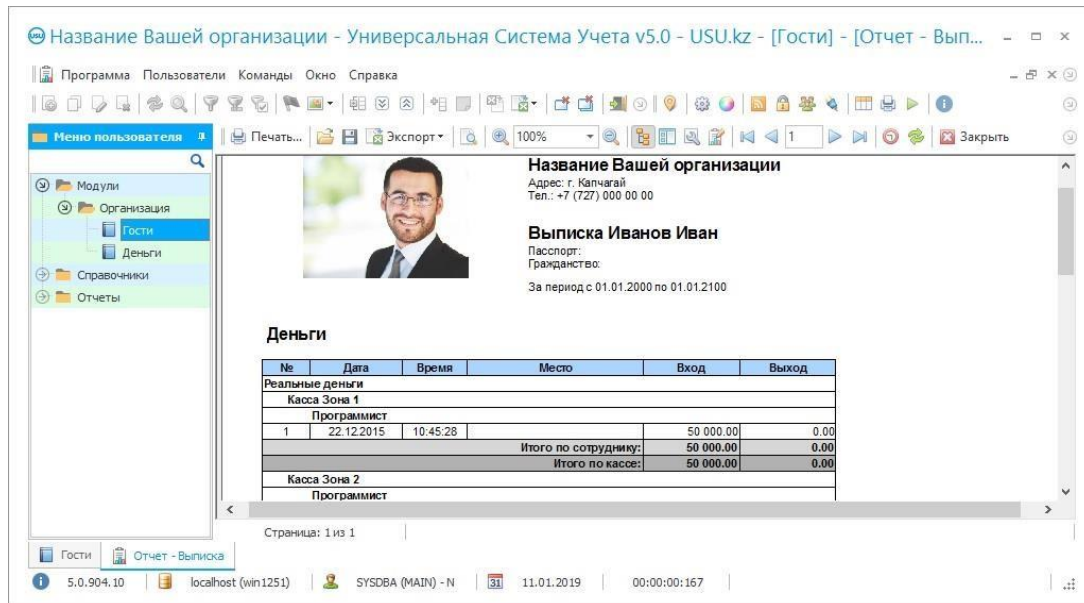 USU Название Вашей организации - Универсальная Система Учета v5.0 - USU.kz - [Гости] - [Отчет - Вып...
Программа Пользователи Команды Окно Справка
Меню пользователя
Печать... Экспорт 100% 1 Закрыть
Модули
Организация
Гости
Деньги
Справочники
Отчеты
Название Вашей организации
Адрес: г. Капчагай
Тел.: +7 (727) 000 00 00
Выписка Иванов Иван
Пасспорт:
Гражданство:
За период с 01.01.2000 по 01.01.2100
Деньги
№ Дата Время Место Вход Выход
Реальные деньги
Касса Зона 1
Программист
1 22.12.2015 10:45:28 50 000.00 0.00
Итого по сотруднику: 50 000.00 0.00
Итого по кассе: 50 000.00 0.00
Касса Зона 2
Программист
Страница: 1 из 1
Гости Отчет - Выписка
5.0.904.10 localhost (win1251) SYSDBA (MAIN) - N 31 11.01.2019 00:00:00:167